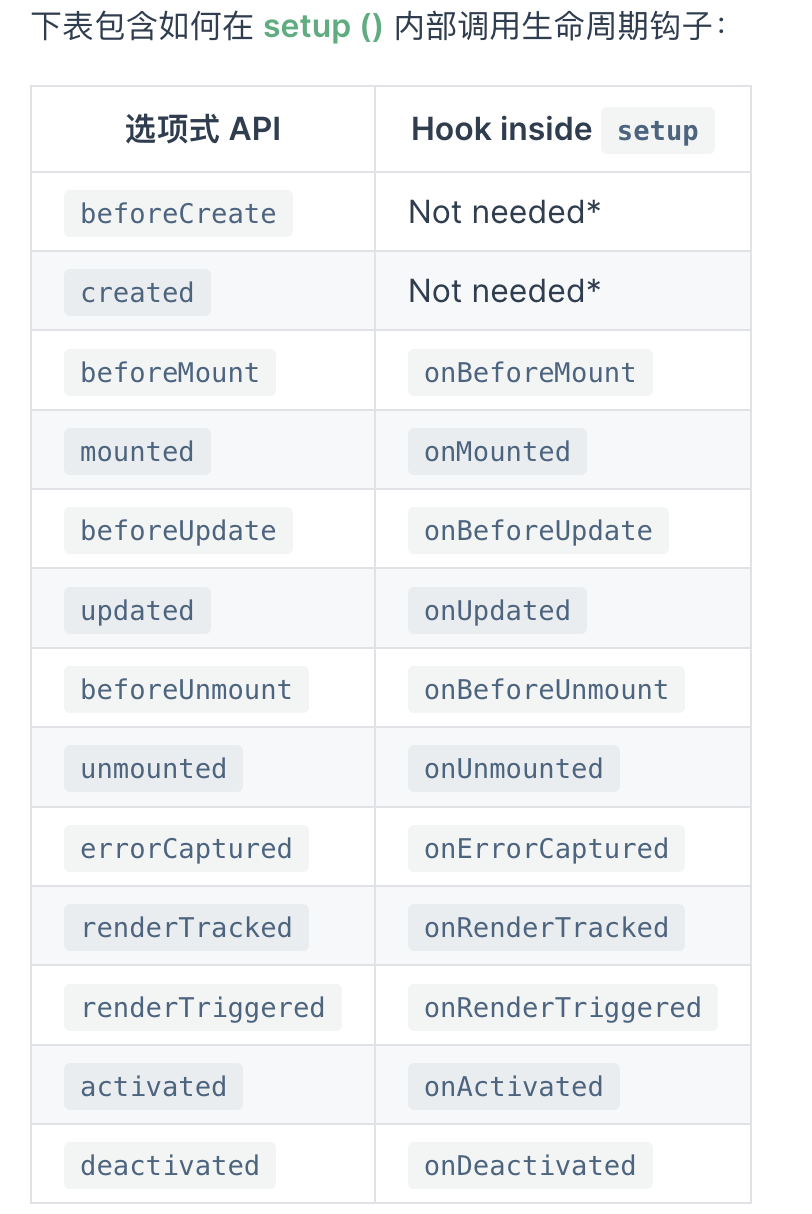 下表包含如何在 setup () 内部调用生命周期钩子：
选项式 API Hook inside setup
beforeCreate Not needed*
created Not needed*
beforeMount onBeforeMount
mounted onMounted
beforeUpdate onBeforeUpdate
updated onUpdated
beforeUnmount onBeforeUnmount
unmounted onUnmounted
errorCaptured onErrorCaptured
renderTracked onRenderTracked
renderTriggered onRenderTriggered
activated onActivated
deactivated onDeactivated